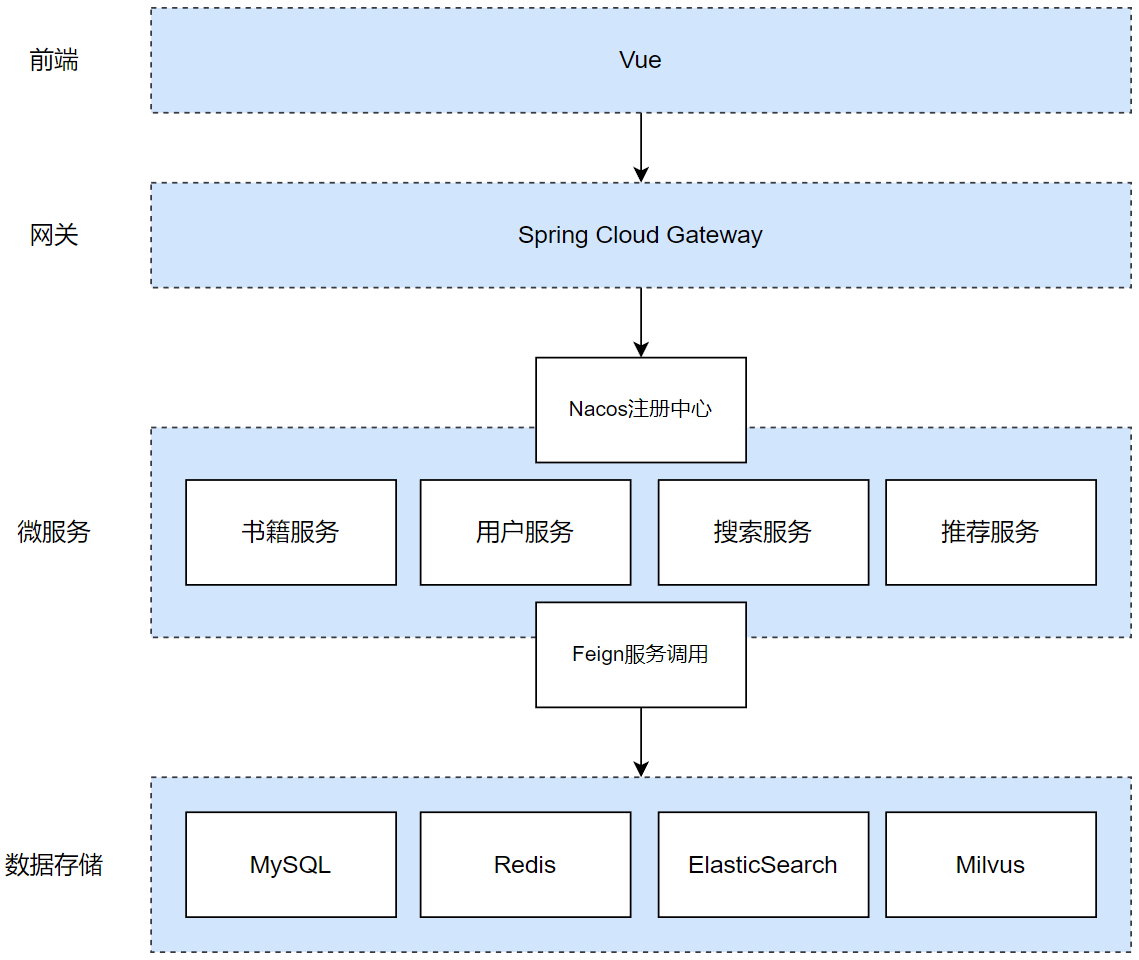 前端
Vue
网关
Spring Cloud Gateway
Nacos注册中心
微服务
书籍服务
用户服务
搜索服务
推荐服务
Feign服务调用
数据存储
MySQL
Redis
ElasticSearch
Milvus